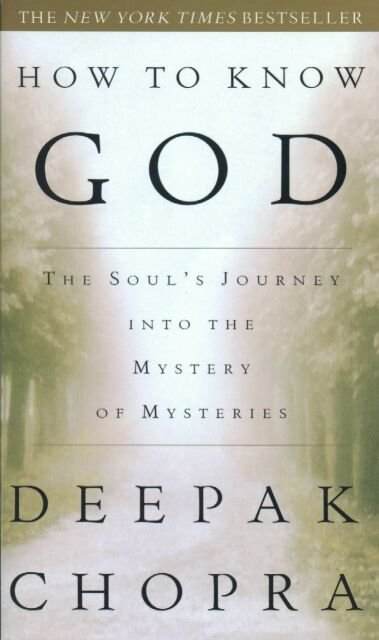 THE NEW YORK TIMES BESTSELLER
HOW TO KNOW
GOD
THE SOUL'S JOURNEY
INTO THE
MYSTERY
OF MYSTERIES
DEEPAK
CHOPRA